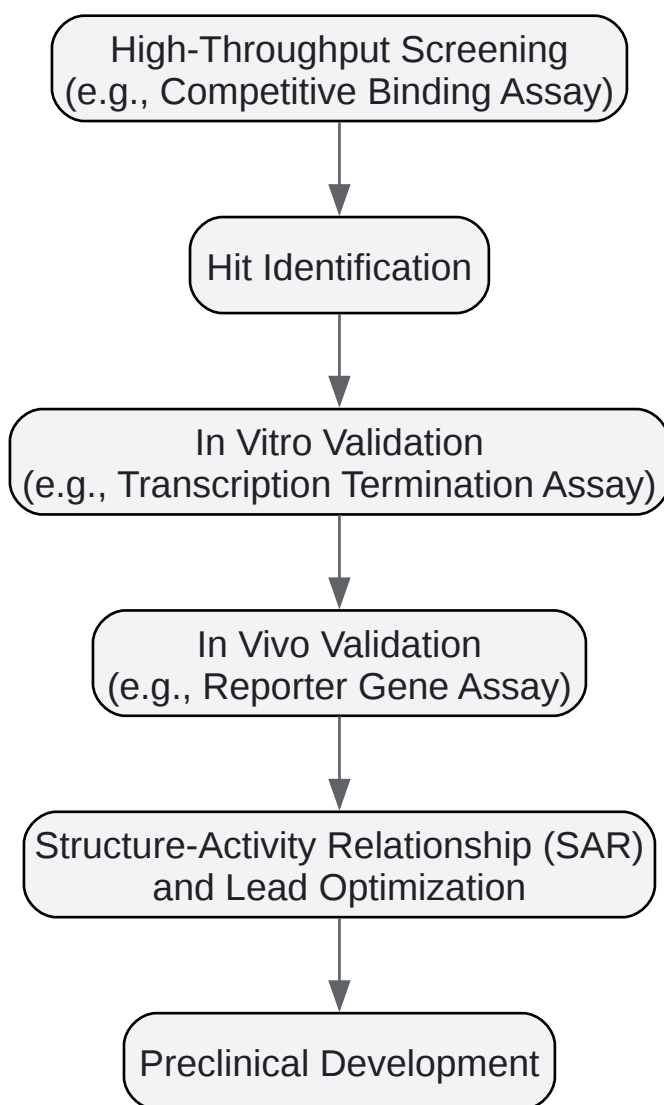 High-Throughput Screening
(e.g., Competitive Binding Assay)
Hit Identification
In Vitro Validation
(e.g., Transcription Termination Assay)
In Vivo Validation
(e.g., Reporter Gene Assay)
Structure-Activity Relationship (SAR)
and Lead Optimization
Preclinical Development